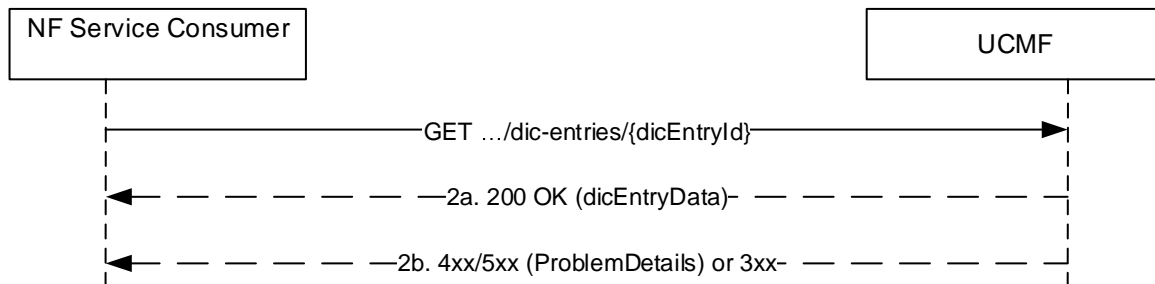 NF Service Consumer
UCMF
GET …/dic-entries/{dicEntryId}
2a. 200 OK (dicEntryData)
2b. 4xx/5xx (ProblemDetails) or 3xx